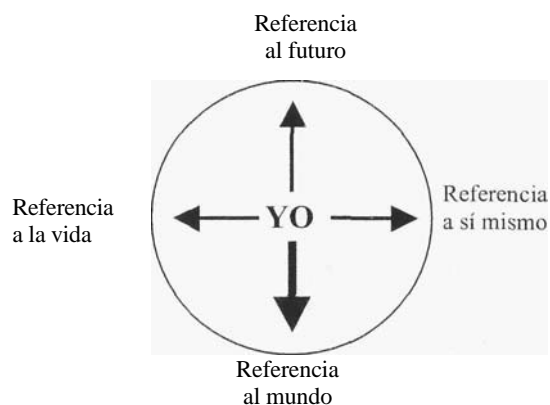 Referencia
al futuro
Referencia
a la vida
YO
Referencia
a sí mismo
Referencia
al mundo